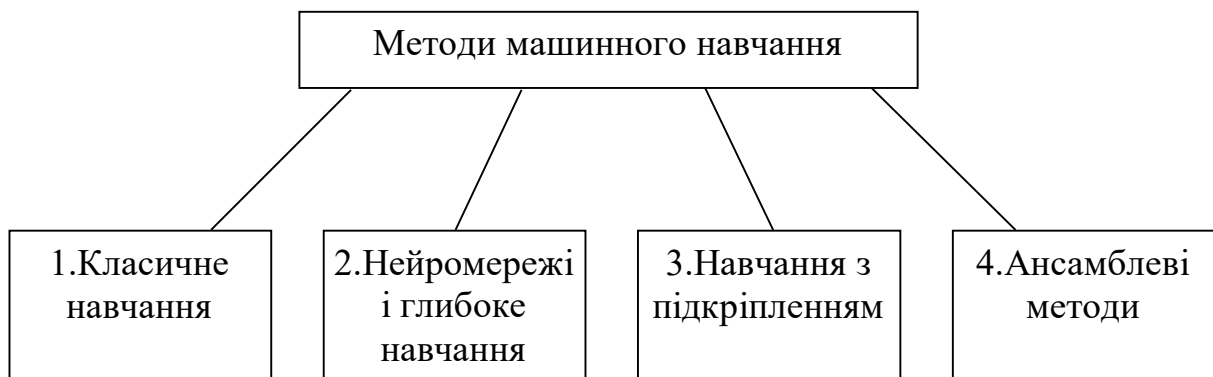 Методи машинного навчання
1.Класичне
навчання
2.Нейромережі
і глибоке
навчання
3.Навчання з
підкріпленням
4.Ансамблеві
методи